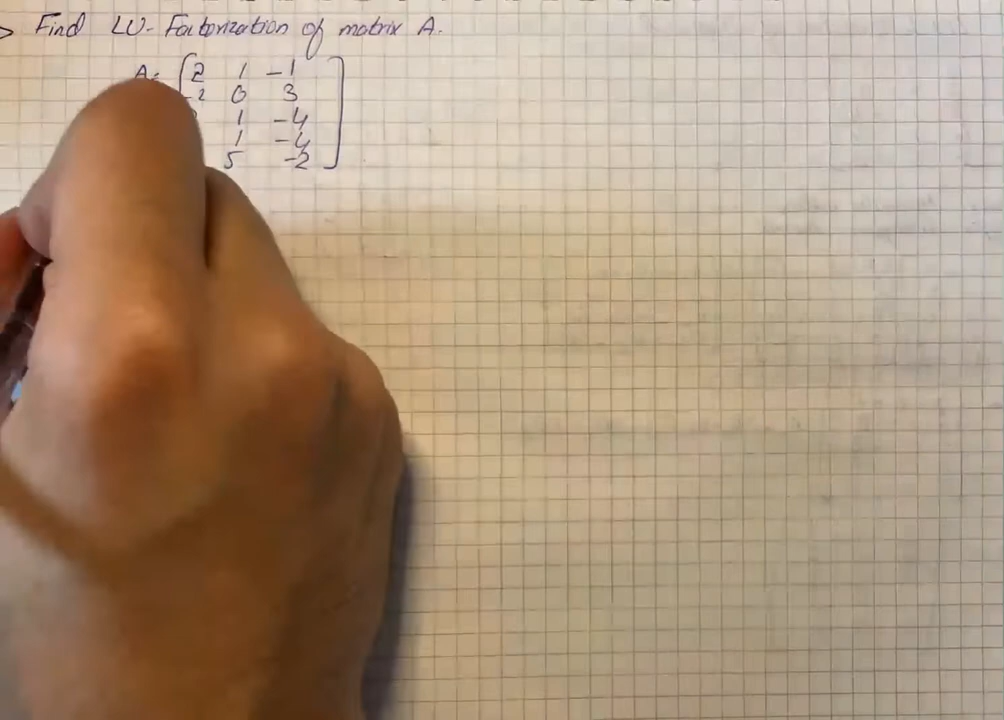 > Find LU-Factorization of matrix A.
A= [2 1 -1
-2 0 3
1 -4
1 -4
5 -2]